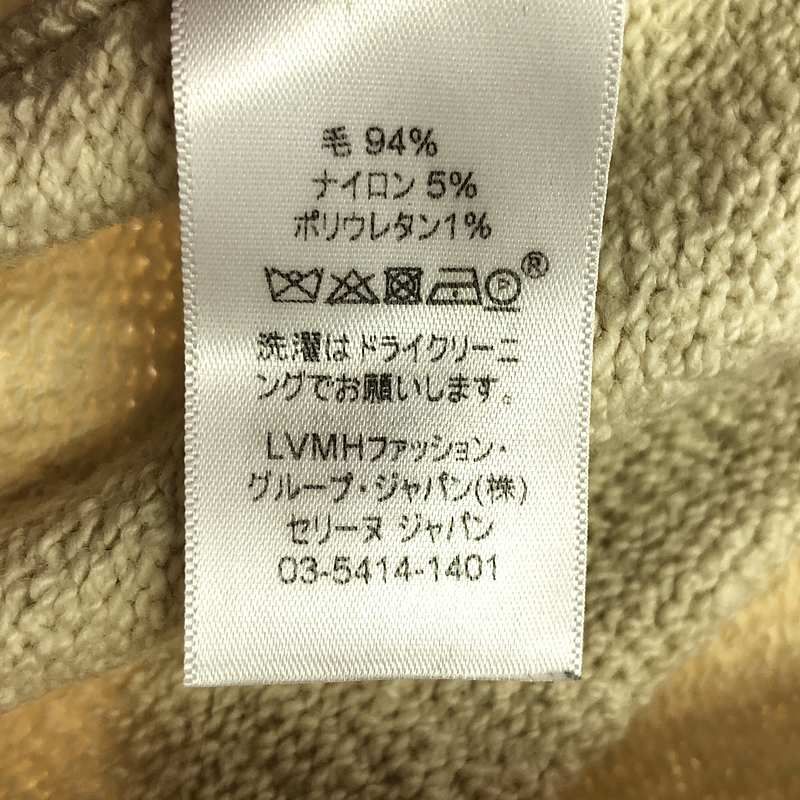 毛 94%
ナイロン 5%
ポリウレタン1%
P ®
洗濯はドライクリーニ
ングでお願いします。
LVMHファッション・
グループ・ジャパン(株)
セリーヌ ジャパン
03-5414-1401